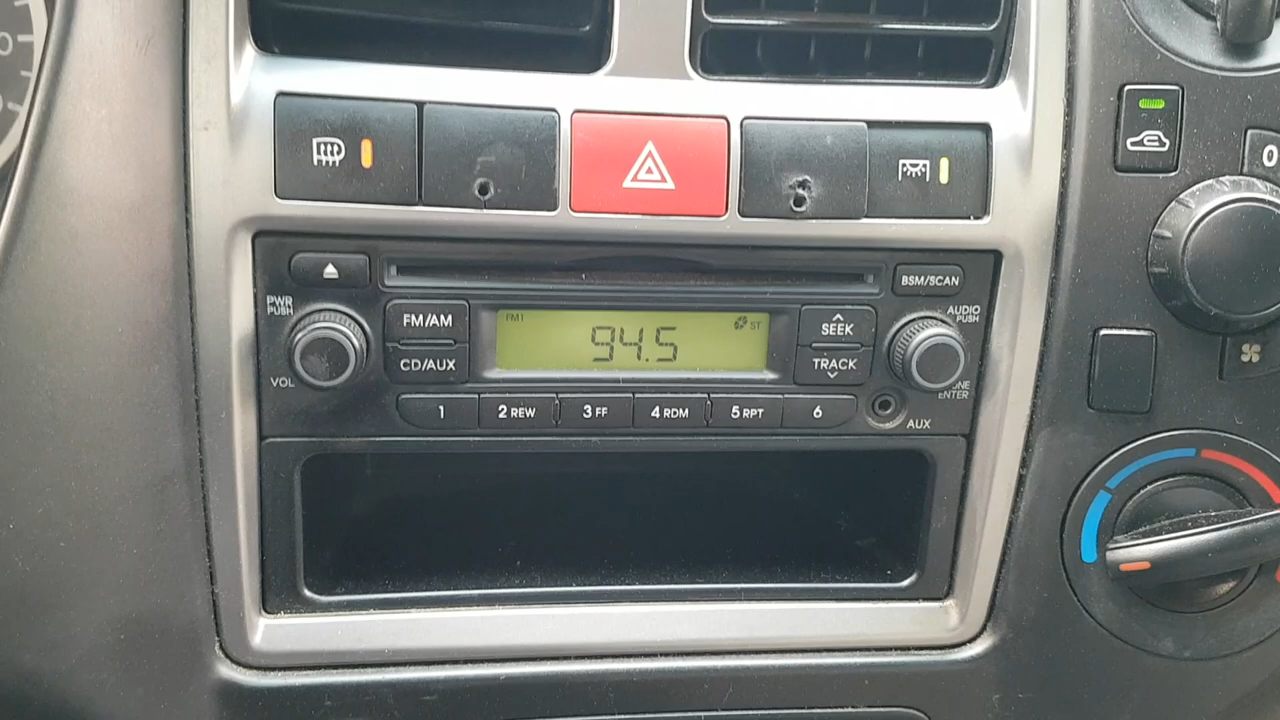 BSM/SCAN
PWR
PUSH
FM/AM
FM1
94.5
ST
SEEK
AUDIO
PUSH
VOL
CD/AUX
TRACK
ENTER
1
2 REW
3 FF
4 RDM
5 RPT
6
AUX
0